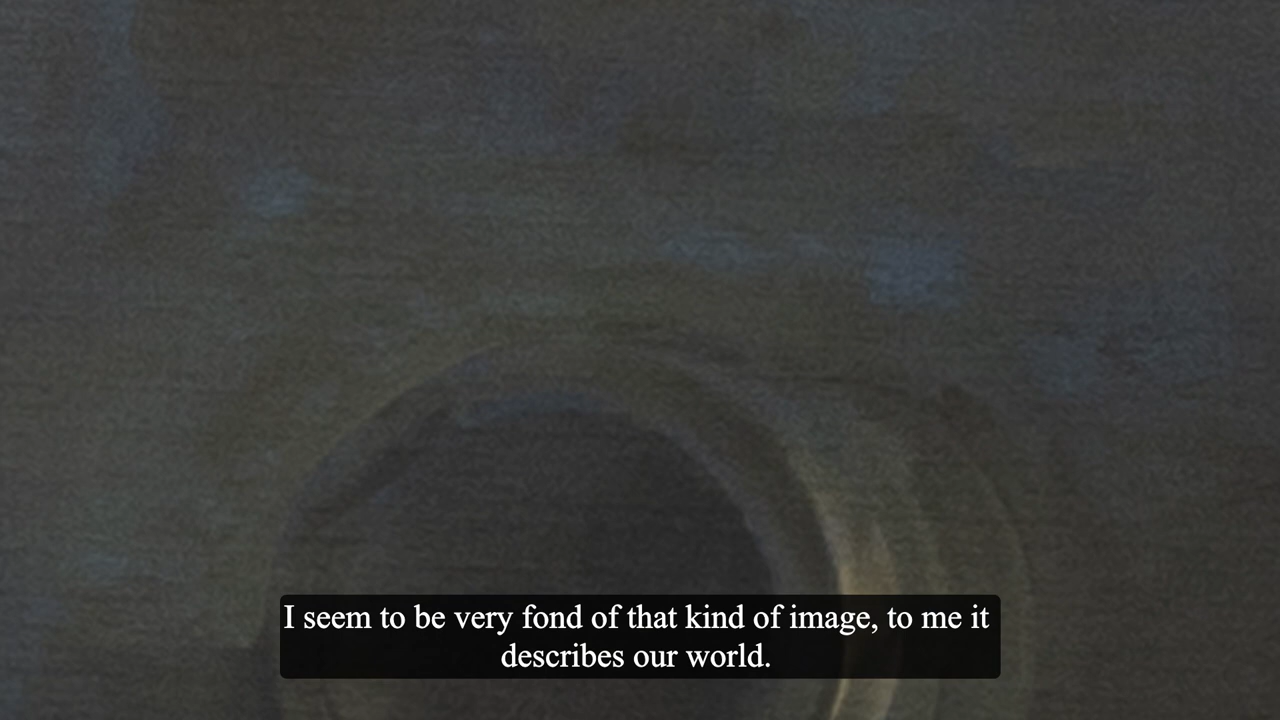 I seem to be very fond of that kind of image, to me it
describes our world.